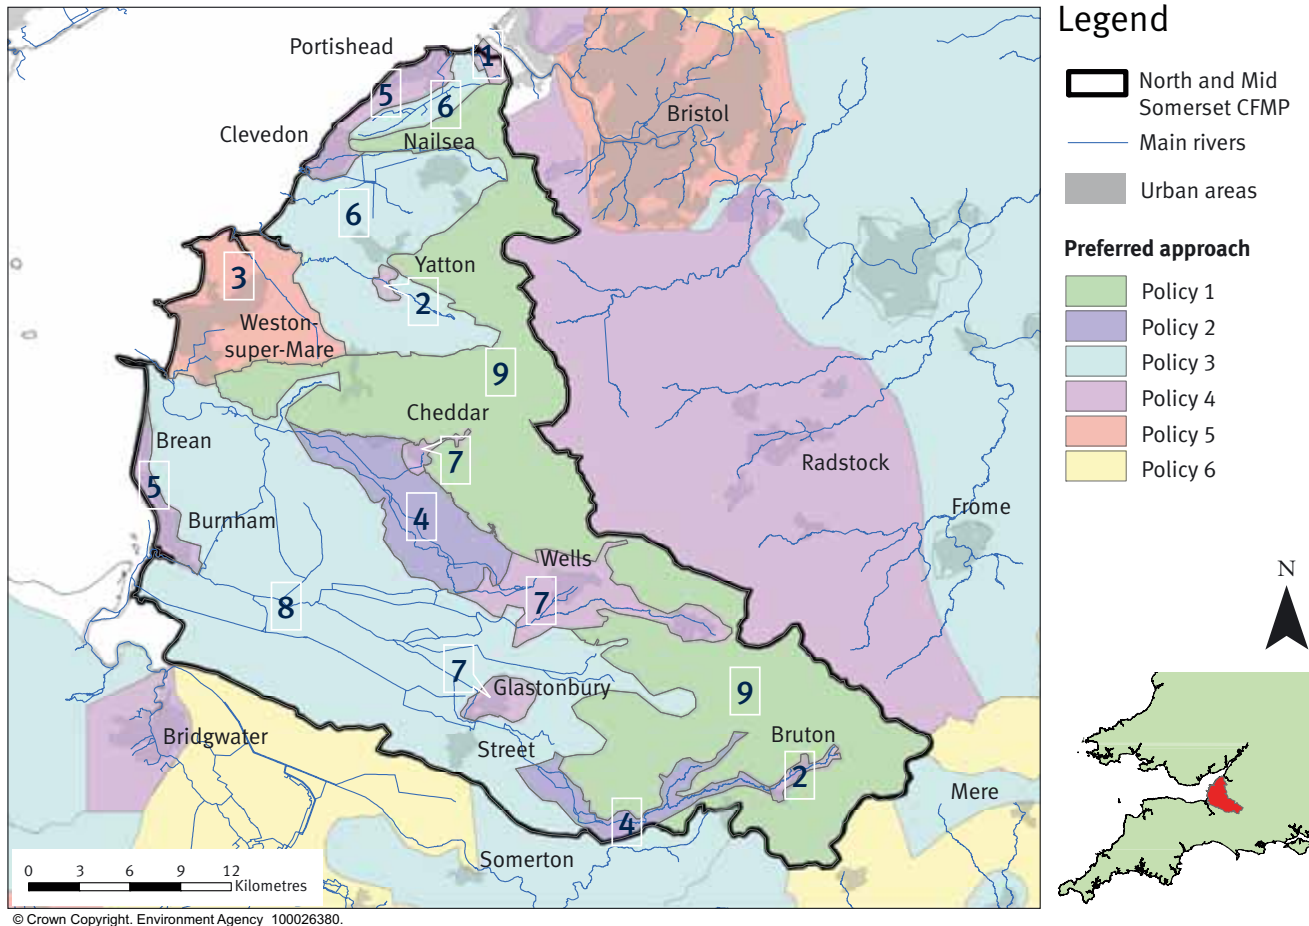 Portishead
1
5
6
Bristol
Clevedon
Nailsea
6
Yatton
3
2
Weston-
super-Mare
9
Cheddar
Brean
7
Radstock
5
4
Frome
Burnham
Wells
7
8
7
Glastonbury
9
Bridgwater
Street
Bruton
2
Mere
4
Somerton
0 3 6 9 12
Kilometres
© Crown Copyright. Environment Agency 100026380.
Legend
North and Mid
Somerset CFMP
Main rivers
Urban areas
Preferred approach
Policy 1
Policy 2
Policy 3
Policy 4
Policy 5
Policy 6
N